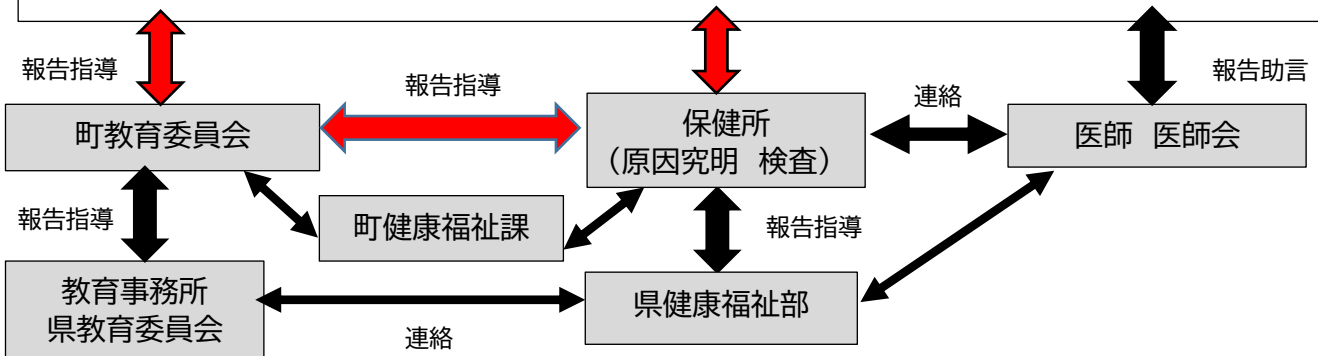 報告指導
報告指導
報告助言
連絡
町教育委員会
保健所
（原因究明　検査）
医師　医師会
報告指導
町健康福祉課
報告指導
教育事務所
県教育委員会
県健康福祉部
連絡